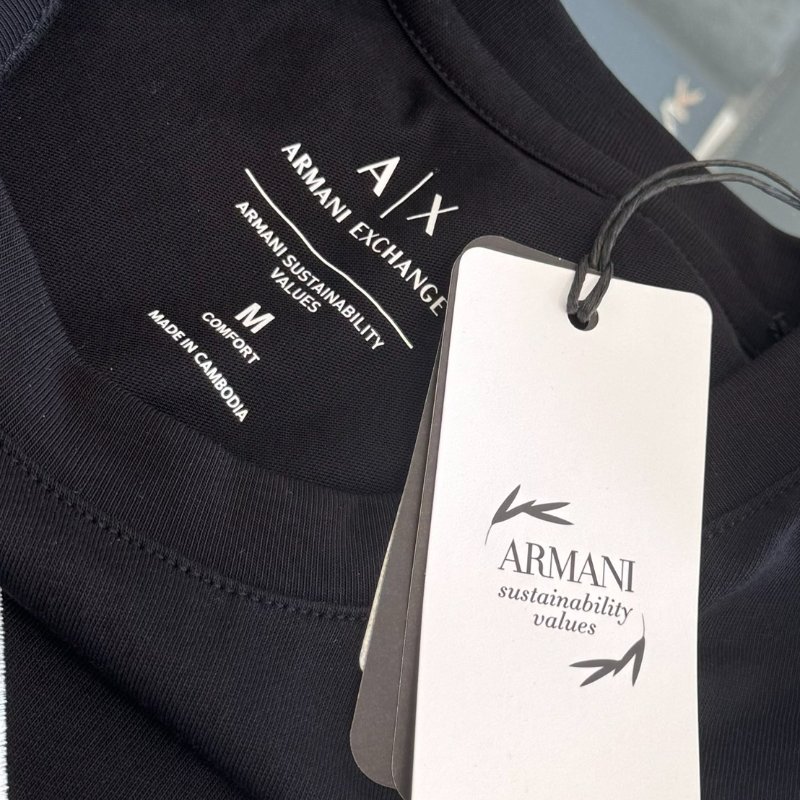 A|X
ARMANI EXCHANGE
ARMANI SUSTAINABILITY
VALUES
M
COMFORT
MADE IN CAMBODIA
ARMANI
sustainability
values